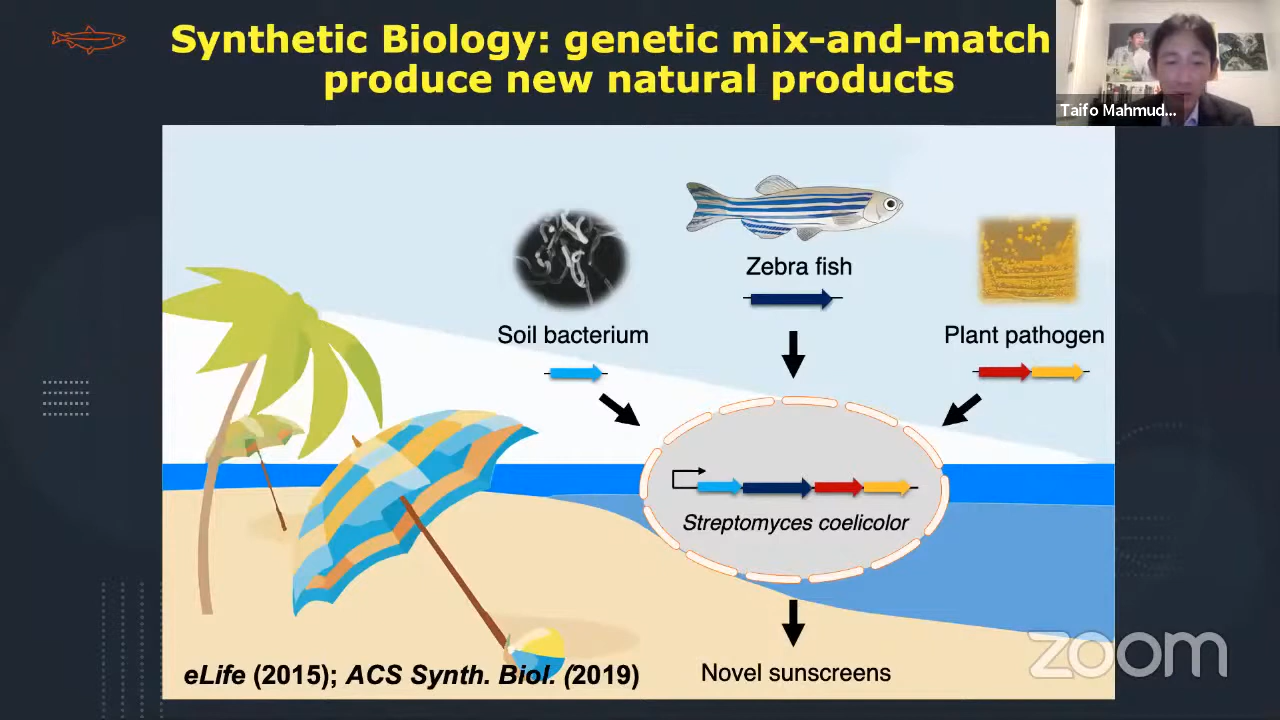 Synthetic Biology: genetic mix-and-match
produce new natural products
Taifo Mahmud...
Zebra fish
Soil bacterium
Plant pathogen
Streptomyces coelicolor
Novel sunscreens
eLife (2015); ACS Synth. Biol. (2019)
zoom